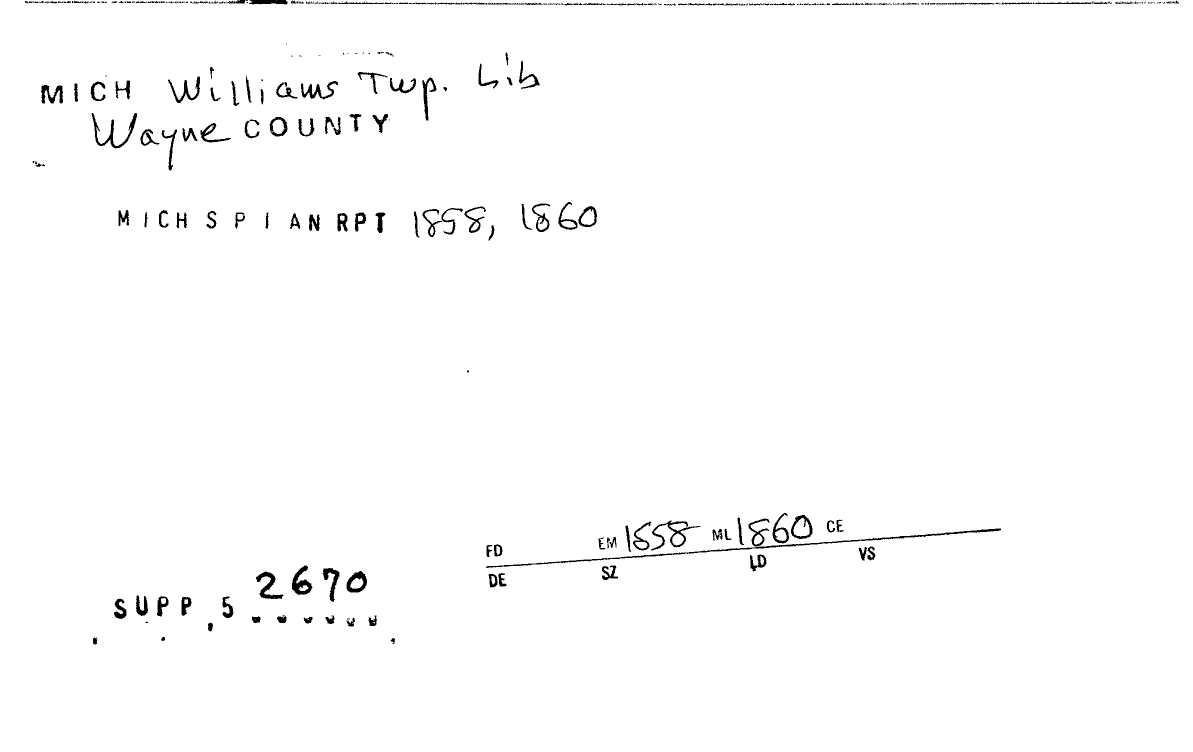 MICH Williams Twp. Lib
Wayne COUNTY
MICH S P I AN RPT 1858, 1860
FD EM 1858 ML 1860 CE
DE SZ LD VS
SUPP, 5 2670